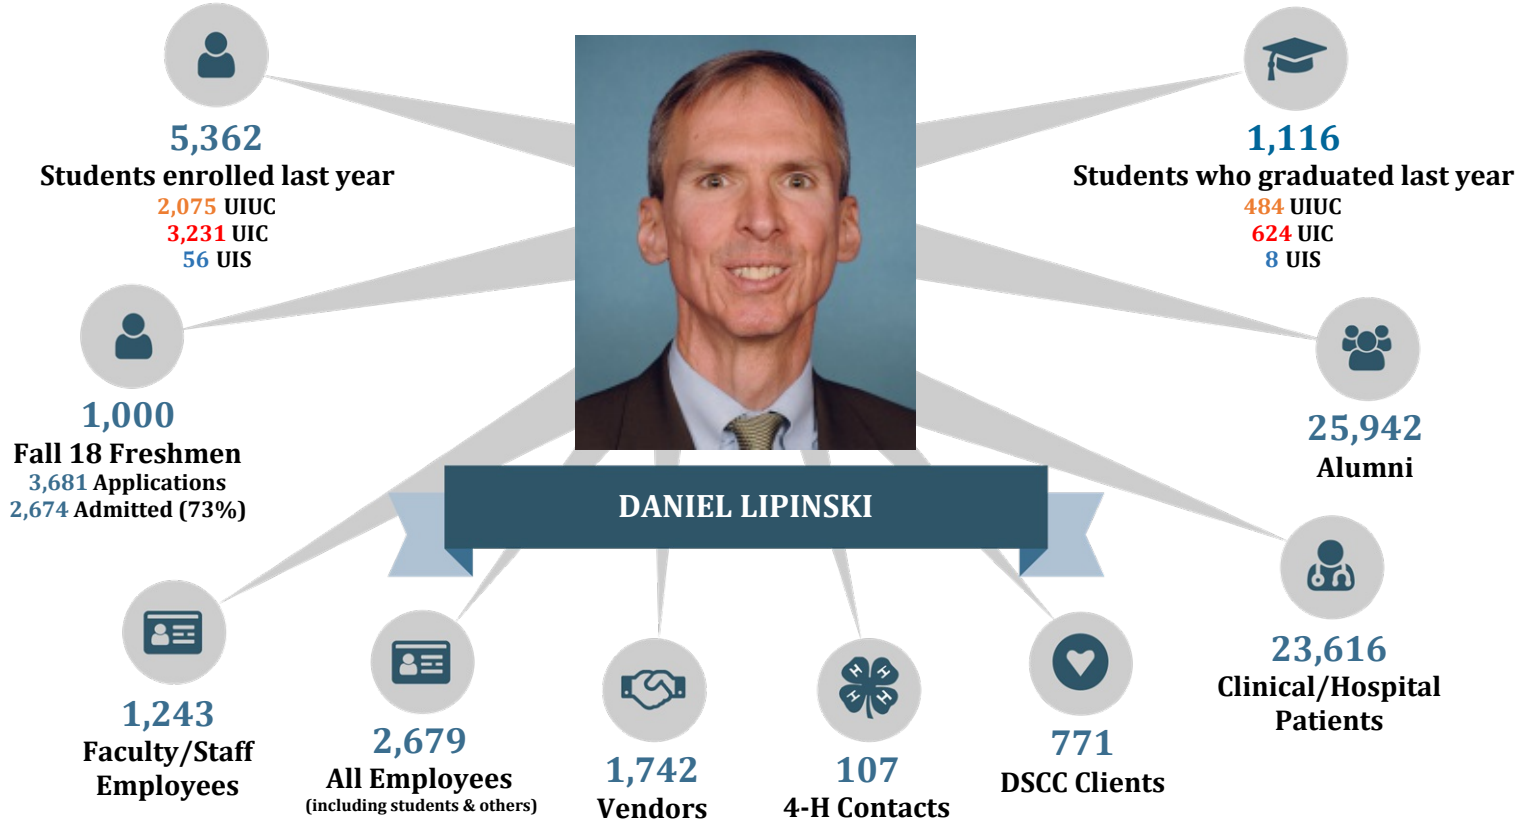 5,362
Students enrolled last year
2,075 UIUC
3,231 UIC
56 UIS
1,116
Students who graduated last year
484 UIUC
624 UIC
8 UIS
1,000
Fall 18 Freshmen
3,681 Applications
2,674 Admitted (73%)
25,942
Alumni
DANIEL LIPINSKI
1,243
Faculty/Staff
Employees
2,679
All Employees
(including students & others)
1,742
Vendors
H H
H H
107
4-H Contacts
771
DSCC Clients
23,616
Clinical/Hospital
Patients